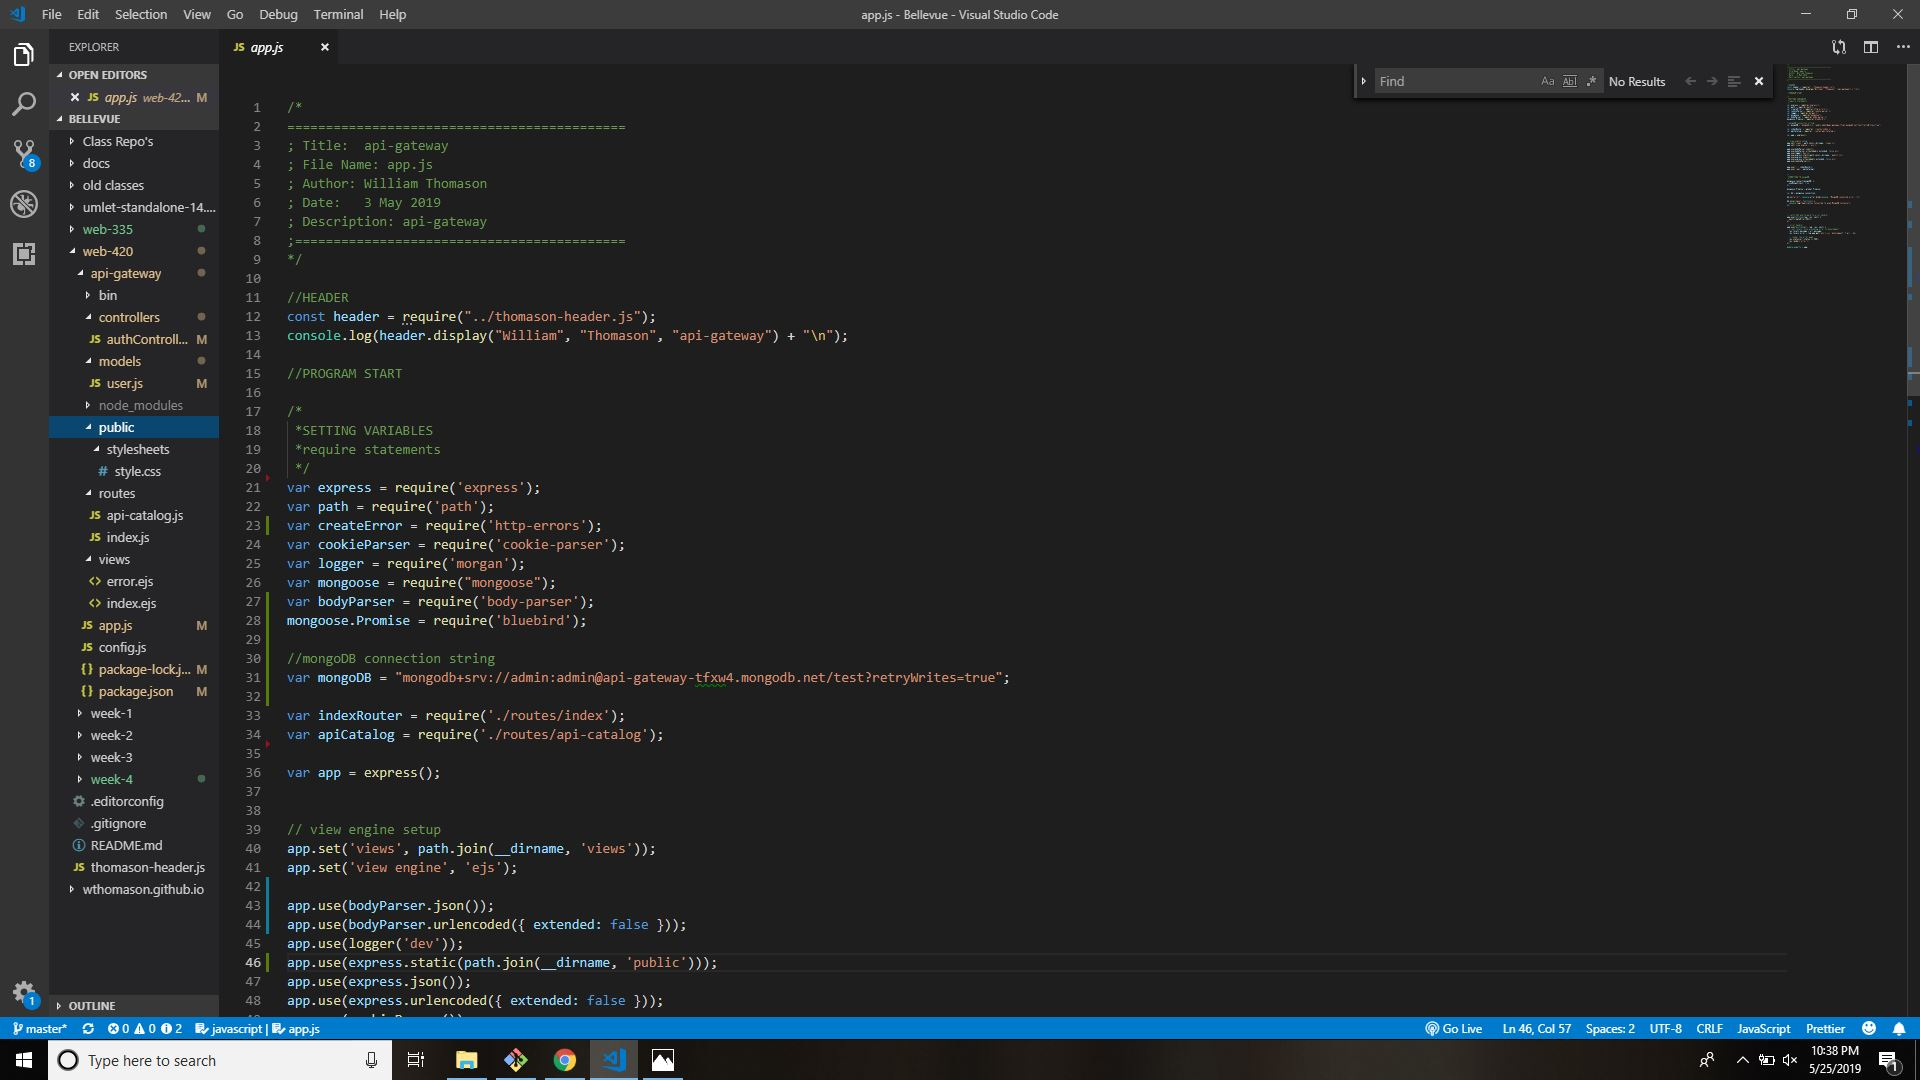 File Edit Selection View Go Debug Terminal Help
app.js - Bellevue - Visual Studio Code
EXPLORER
OPEN EDITORS
JS app.js web-42... M
BELLEVUE
Class Repo's
docs
old classes
umlet-standalone-14....
web-335
web-420
api-gateway
bin
controllers
JS authControll... M
models
JS user.js M
node_modules
public
stylesheets
# style.css
routes
JS api-catalog.js
JS index.js
views
<> error.ejs
<> index.ejs
JS app.js M
JS config.js
{} package-lock.j... M
{} package.json M
week-1
week-2
week-3
week-4
.editorconfig
.gitignore
README.md
JS thomason-header.js
wthomason.github.io
OUTLINE
8
1
JS app.js
Find
Aa Abl .* No Results
1 /*
2 ===========================================
3 ; Title:  api-gateway
4 ; File Name: app.js
5 ; Author: William Thomason
6 ; Date:   3 May 2019
7 ; Description: api-gateway
8 ;===========================================
9 */
10
11 //HEADER
12 const header = require("../thomason-header.js");
13 console.log(header.display("William", "Thomason", "api-gateway") + "\n");
14
15 //PROGRAM START
16
17 /*
18  *SETTING VARIABLES
19  *require statements
20  */
21 var express = require('express');
22 var path = require('path');
23 var createError = require('http-errors');
24 var cookieParser = require('cookie-parser');
25 var logger = require('morgan');
26 var mongoose = require("mongoose");
27 var bodyParser = require('body-parser');
28 mongoose.Promise = require('bluebird');
29
30 //mongoDB connection string
31 var mongoDB = "mongodb+srv://admin:admin@api-gateway-tfxw4.mongodb.net/test?retryWrites=true";
32
33 var indexRouter = require('./routes/index');
34 var apiCatalog = require('./routes/api-catalog');
35
36 var app = express();
37
38
39 // view engine setup
40 app.set('views', path.join(__dirname, 'views'));
41 app.set('view engine', 'ejs');
42
43 app.use(bodyParser.json());
44 app.use(bodyParser.urlencoded({ extended: false }));
45 app.use(logger('dev'));
46 app.use(express.static(path.join(__dirname, 'public')));
47 app.use(express.json());
48 app.use(express.urlencoded({ extended: false }));
master* 0 0 2 javascript | app.js
Go Live Ln 46, Col 57 Spaces: 2 UTF-8 CRLF JavaScript Prettier
Type here to search
10:38 PM
5/25/2019
1